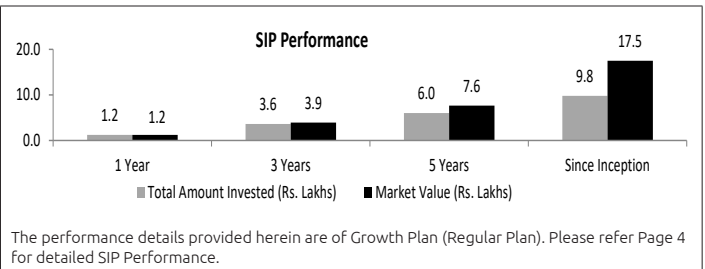 SIP Performance
20.0
10.0
0.0
1.2 1.2
3.6 3.9
6.0 7.6
9.8 17.5
1 Year 3 Years 5 Years Since Inception
Total Amount Invested (Rs. Lakhs) Market Value (Rs. Lakhs)
The performance details provided herein are of Growth Plan (Regular Plan). Please refer Page 4
for detailed SIP Performance.